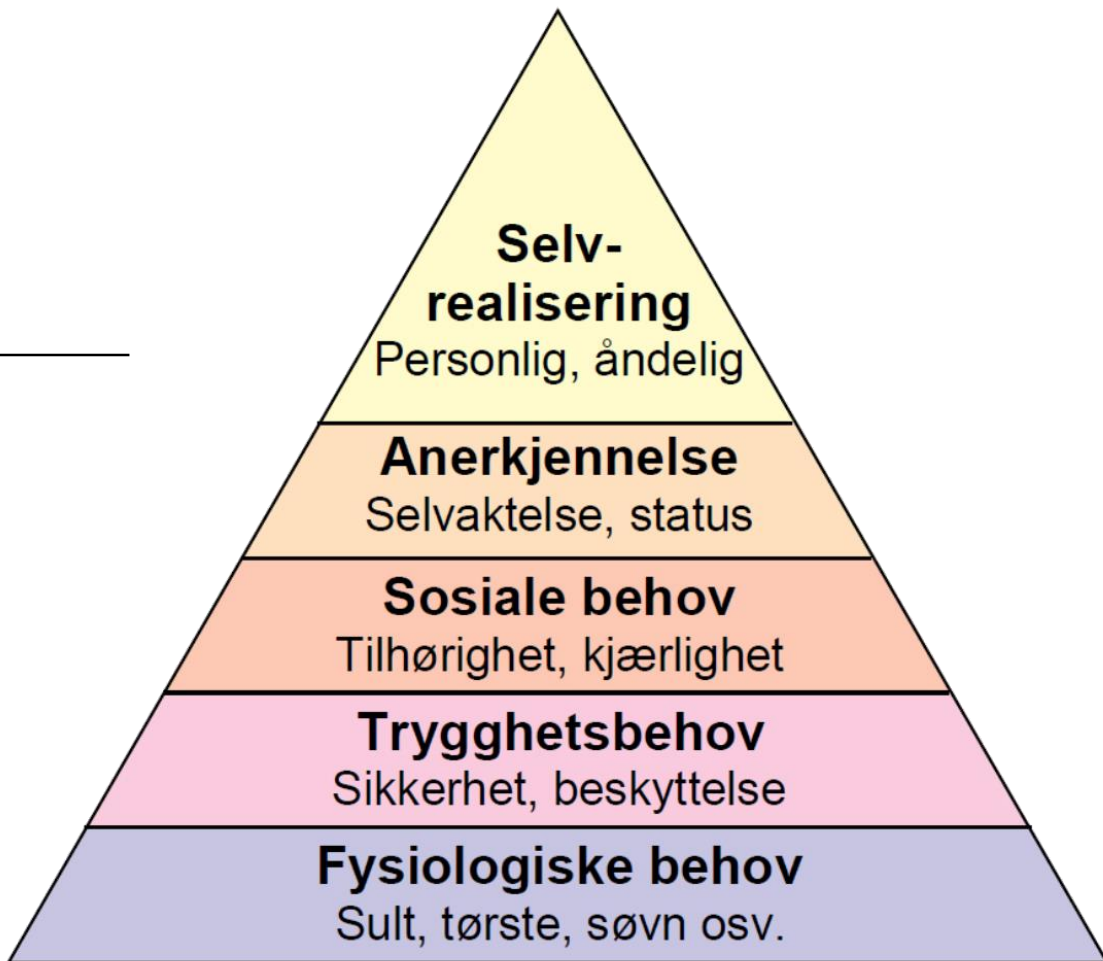 Selv-
realisering
Personlig, åndelig
Anerkjennelse
Selvaktelse, status
Sosiale behov
Tilhørighet, kjærlighet
Trygghetsbehov
Sikkerhet, beskyttelse
Fysiologiske behov
Sult, tørste, søvn osv.